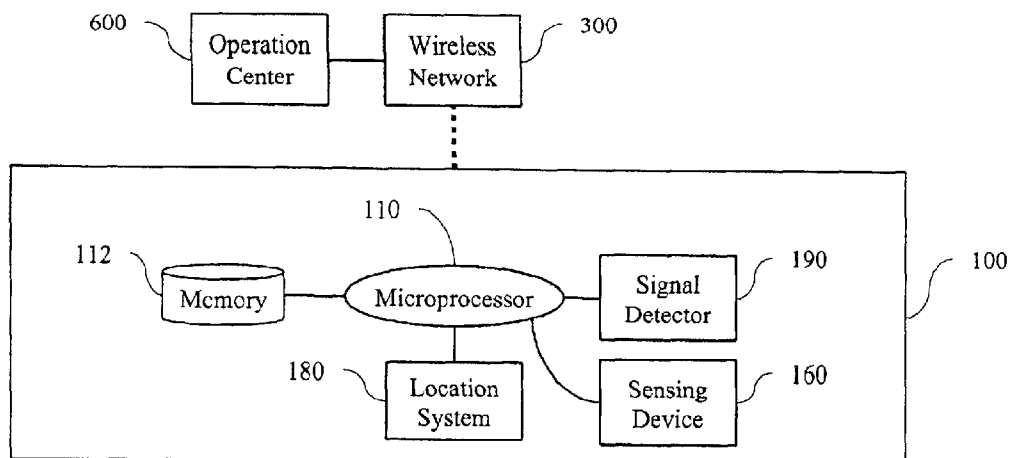 600
Operation
Center
Wireless
Network
300
110
112
Memory
Microprocessor
Signal
Detector
190
100
180
Location
System
Sensing
Device
160